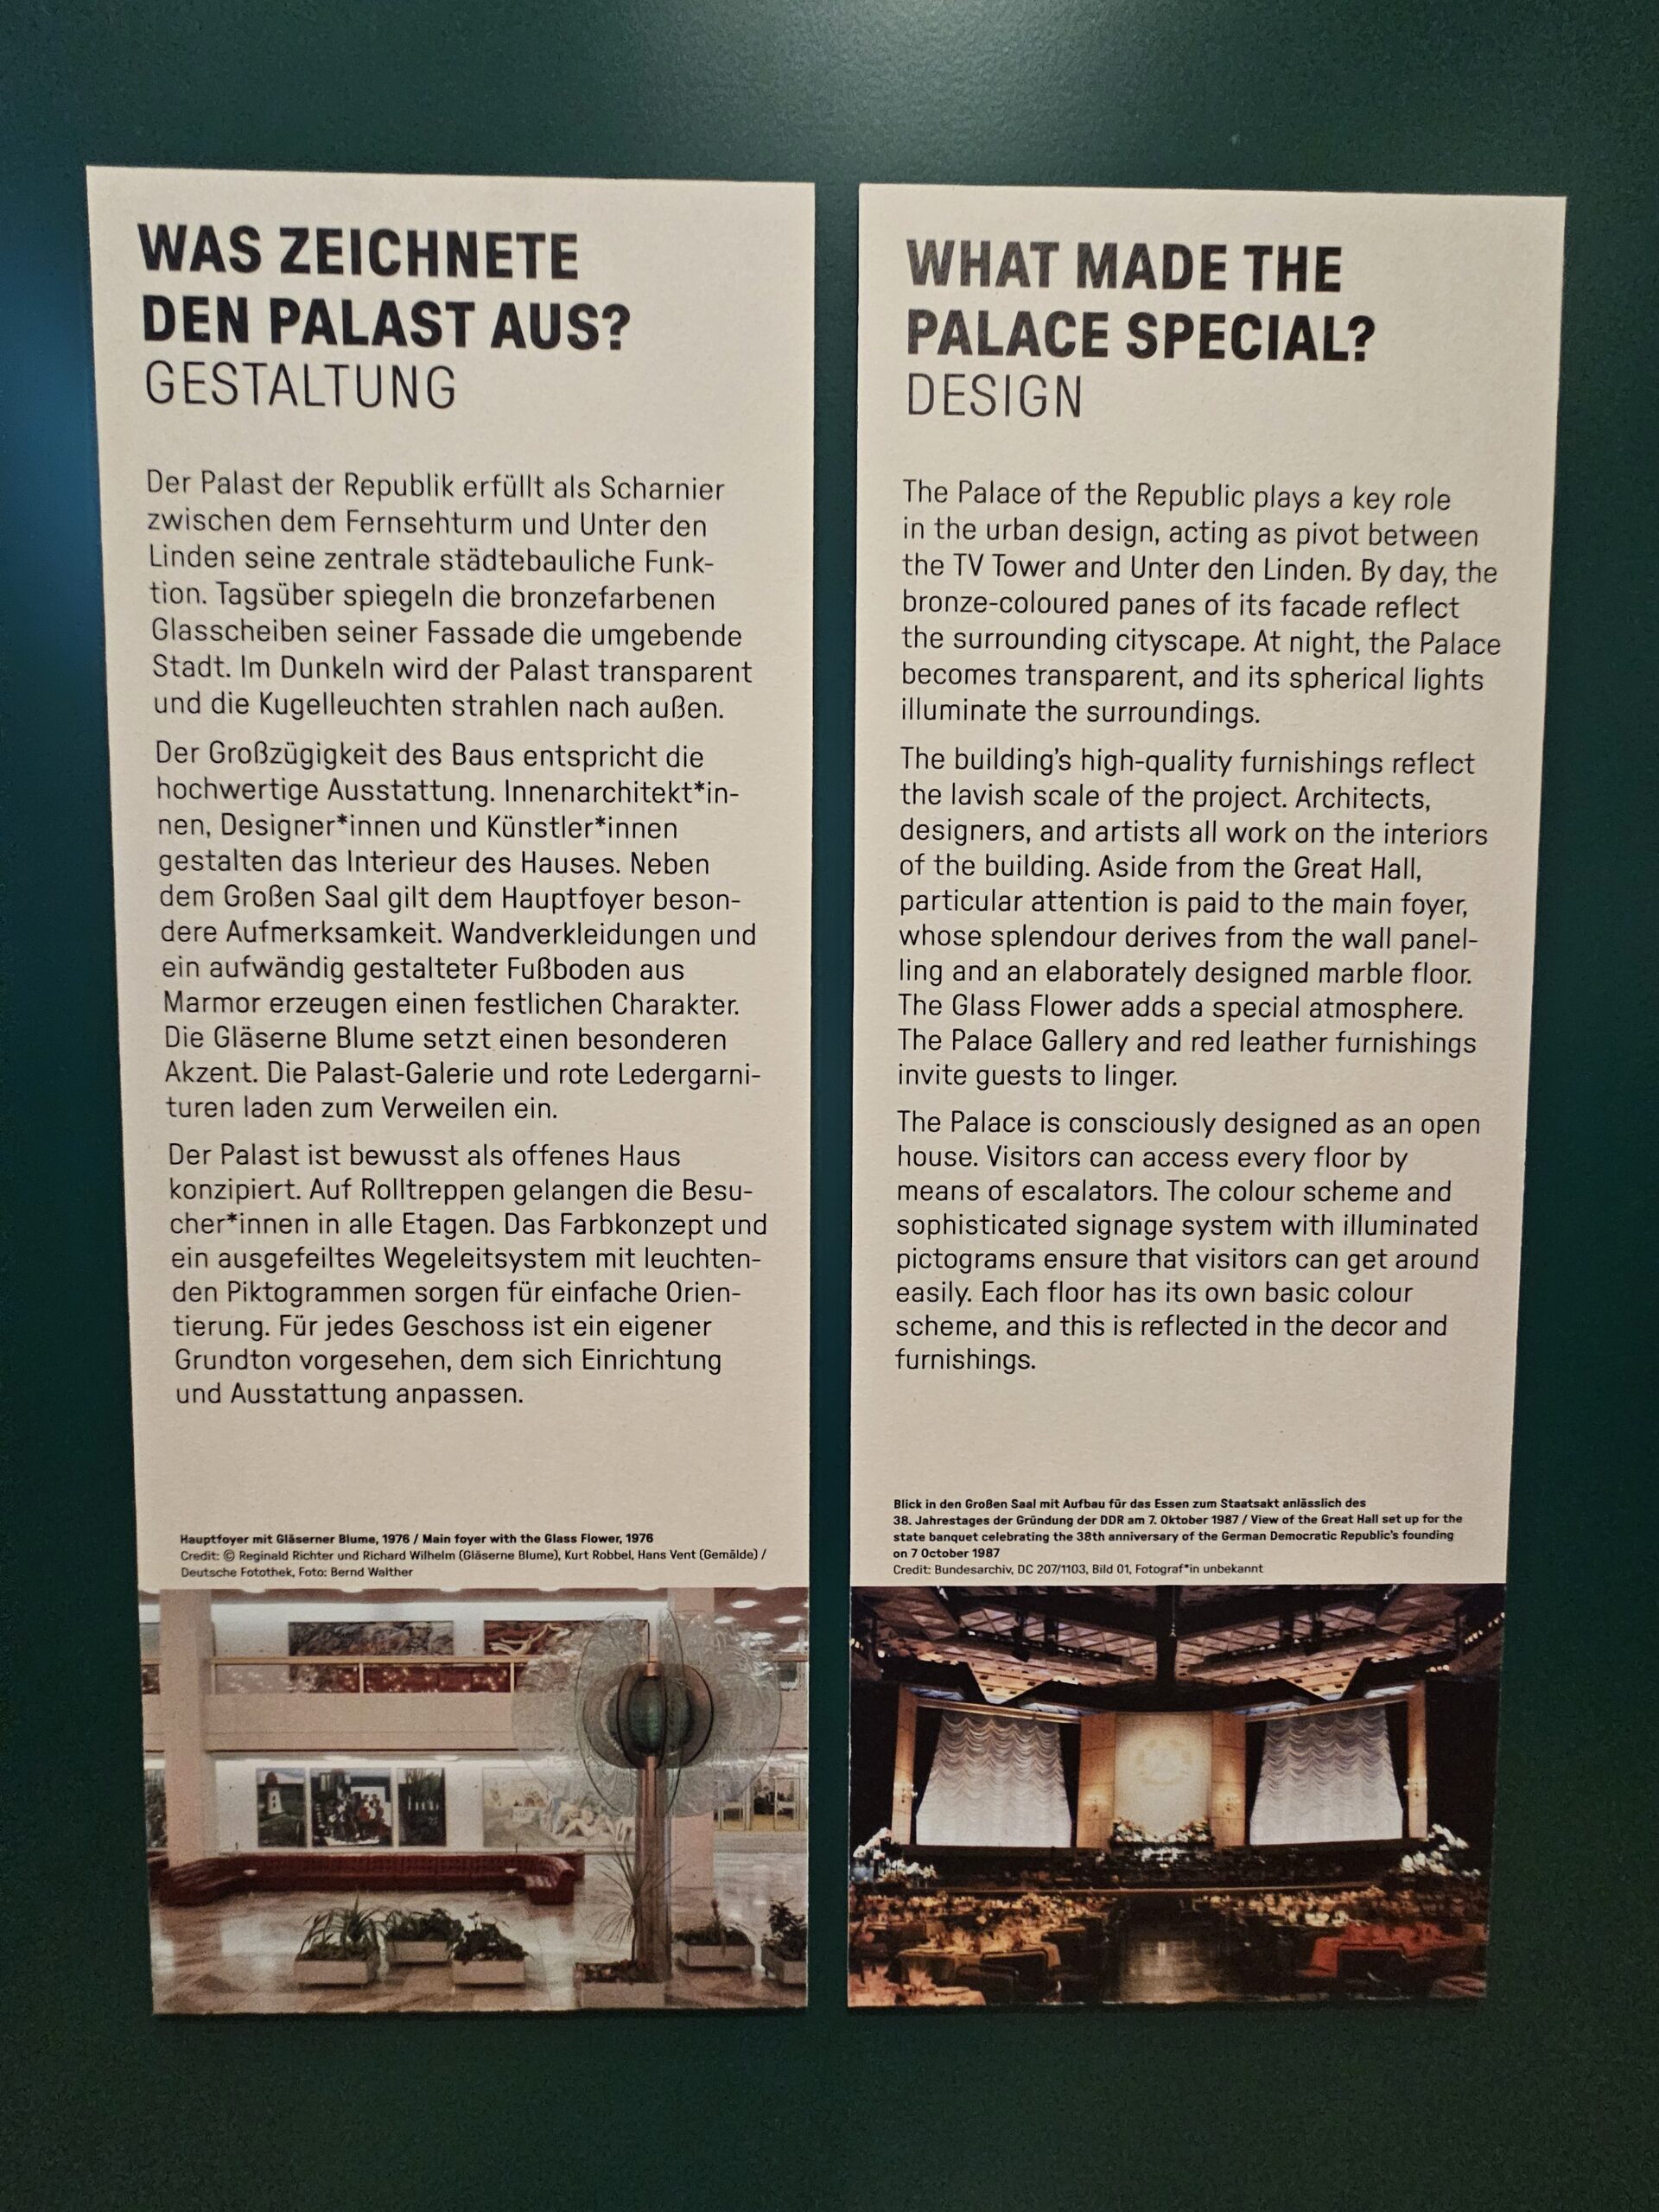 WAS ZEICHNETE
DEN PALAST AUS?
GESTALTUNG
Der Palast der Republik erfüllt als Scharnier
zwischen dem Fernsehturm und Unter den
Linden seine zentrale städtebauliche Funk-
tion. Tagsüber spiegeln die bronzefarbenen
Glasscheiben seiner Fassade die umgebende
Stadt. Im Dunkeln wird der Palast transparent
und die Kugelleuchten strahlen nach außen.
Der Großzügigkeit des Baus entspricht die
hochwertige Ausstattung. Innenarchitekt*in-
nen, Designer*innen und Künstler*innen
gestalten das Interieur des Hauses. Neben
dem Großen Saal gilt dem Hauptfoyer beson-
dere Aufmerksamkeit. Wandverkleidungen und
ein aufwändig gestalteter Fußboden aus
Marmor erzeugen einen festlichen Charakter.
Die Gläserne Blume setzt einen besonderen
Akzent. Die Palast-Galerie und rote Ledergarni-
turen laden zum Verweilen ein.
Der Palast ist bewusst als offenes Haus
konzipiert. Auf Rolltreppen gelangen die Besu-
cher*innen in alle Etagen. Das Farbkonzept und
ein ausgefeiltes Wegeleitsystem mit leuchten-
den Piktogrammen sorgen für einfache Orien-
tierung. Für jedes Geschoss ist ein eigener
Grundton vorgesehen, dem sich Einrichtung
und Ausstattung anpassen.
Hauptfoyer mit Gläserner Blume, 1976 / Main foyer with the Glass Flower, 1976
Credit: © Reginald Richter und Richard Wilhelm (Gläserne Blume), Kurt Robbel, Hans Vent (Gemälde) /
Deutsche Fotothek, Foto: Bernd Walther
WHAT MADE THE
PALACE SPECIAL?
DESIGN
The Palace of the Republic plays a key role
in the urban design, acting as pivot between
the TV Tower and Unter den Linden. By day, the
bronze-coloured panes of its facade reflect
the surrounding cityscape. At night, the Palace
becomes transparent, and its spherical lights
illuminate the surroundings.
The building's high-quality furnishings reflect
the lavish scale of the project. Architects,
designers, and artists all work on the interiors
of the building. Aside from the Great Hall,
particular attention is paid to the main foyer,
whose splendour derives from the wall panel-
ling and an elaborately designed marble floor.
The Glass Flower adds a special atmosphere.
The Palace Gallery and red leather furnishings
invite guests to linger.
The Palace is consciously designed as an open
house. Visitors can access every floor by
means of escalators. The colour scheme and
sophisticated signage system with illuminated
pictograms ensure that visitors can get around
easily. Each floor has its own basic colour
scheme, and this is reflected in the decor and
furnishings.
Blick in den Großen Saal mit Aufbau für das Essen zum Staatsakt anlässlich des
38. Jahrestages der Gründung der DDR am 7. Oktober 1987 / View of the Great Hall set up for the
state banquet celebrating the 38th anniversary of the German Democratic Republic's founding
on 7 October 1987
Credit: Bundesarchiv, DC 207/1103, Bild 01, Fotograf*in unbekannt